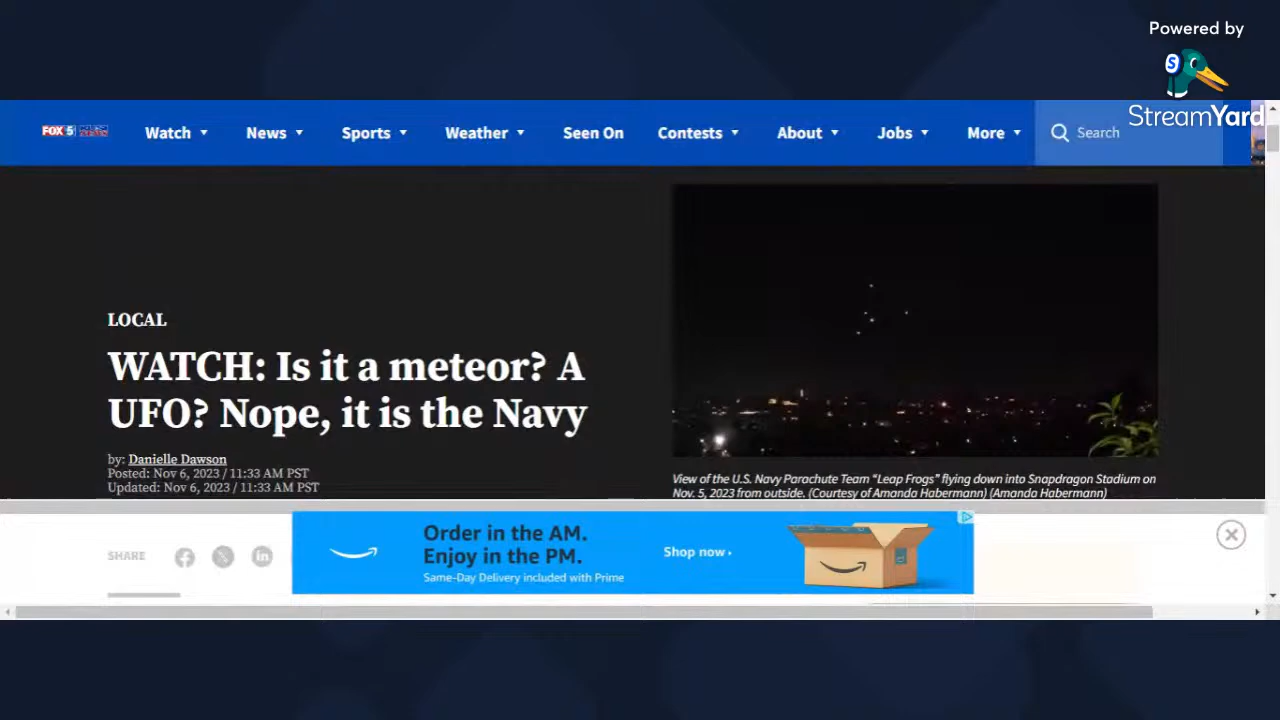 Powered by
StreamYard
FOX 5
Watch
News
Sports
Weather
Seen On
Contests
About
Jobs
More
Search
LOCAL
WATCH: Is it a meteor? A
UFO? Nope, it is the Navy
by: Danielle Dawson
Posted: Nov 6, 2023 / 11:33 AM PST
Updated: Nov 6, 2023 / 11:33 AM PST
View of the U.S. Navy Parachute Team “Leap Frogs” flying down into Snapdragon Stadium on
Nov. 5, 2023 from outside. (Courtesy of Amanda Habermann) (Amanda Habermann)
SHARE
Order in the AM.
Enjoy in the PM.
Same-Day Delivery included with Prime
Shop now